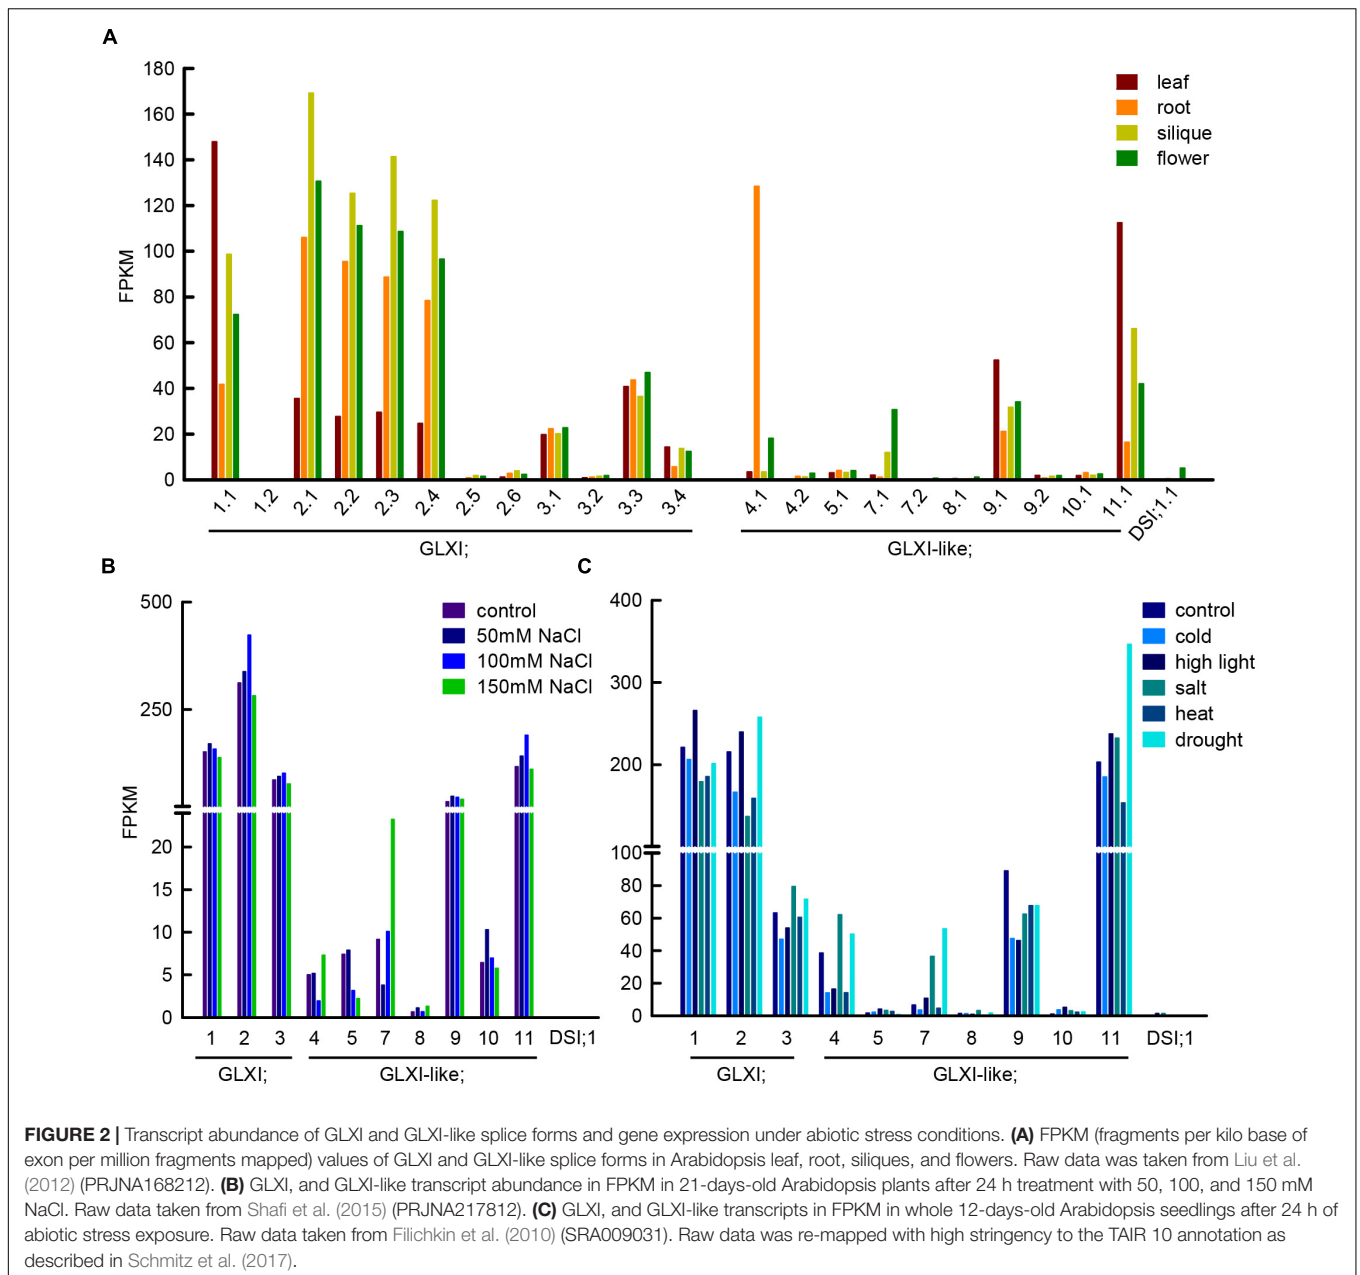 A
180
160
140
120
100
80
60
40
20
0
FPKM
leaf
root
silique
flower
1.1 1.2 2.1 2.2 2.3 2.4 2.5 2.6 3.1 3.2 3.3 3.4 4.1 4.2 5.1 7.1 7.2 8.1 9.1 9.2 10.1 11.1 DSI;1.1
GLXI; GLXI-like;
B
500
250
20
15
10
5
0
FPKM
control
50mM NaCl
100mM NaCl
150mM NaCl
1 2 3 4 5 7 8 9 10 11 DSI;1
GLXI; GLXI-like;
C
400
300
200
100
80
60
40
20
0
control
cold
high light
salt
heat
drought
1 2 3 4 5 7 8 9 10 11 DSI;1
GLXI; GLXI-like;
FIGURE 2 | Transcript abundance of GLXI and GLXI-like splice forms and gene expression under abiotic stress conditions. (A) FPKM (fragments per kilo base of
exon per million fragments mapped) values of GLXI and GLXI-like splice forms in Arabidopsis leaf, root, siliques, and flowers. Raw data was taken from Liu et al.
(2012) (PRJNA168212). (B) GLXI, and GLXI-like transcript abundance in FPKM in 21-days-old Arabidopsis plants after 24 h treatment with 50, 100, and 150 mM
NaCl. Raw data taken from Shafi et al. (2015) (PRJNA217812). (C) GLXI, and GLXI-like transcripts in FPKM in whole 12-days-old Arabidopsis seedlings after 24 h of
abiotic stress exposure. Raw data taken from Filichkin et al. (2010) (SRA009031). Raw data was re-mapped with high stringency to the TAIR 10 annotation as
described in Schmitz et al. (2017).